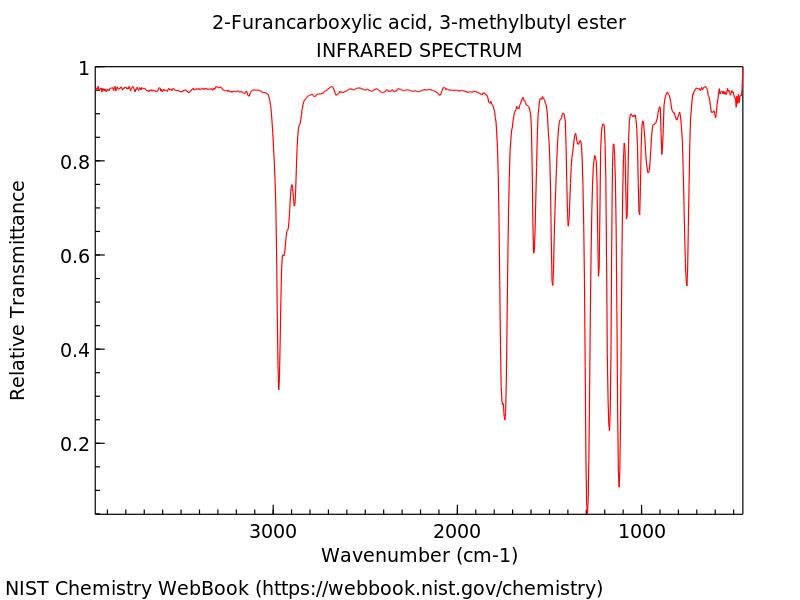 2-Furancarboxylic acid, 3-methylbutyl ester
INFRARED SPECTRUM
1
0.8
0.6
0.4
0.2
Relative Transmittance
3000 2000 1000
Wavenumber (cm-1)
NIST Chemistry WebBook (https://webbook.nist.gov/chemistry)